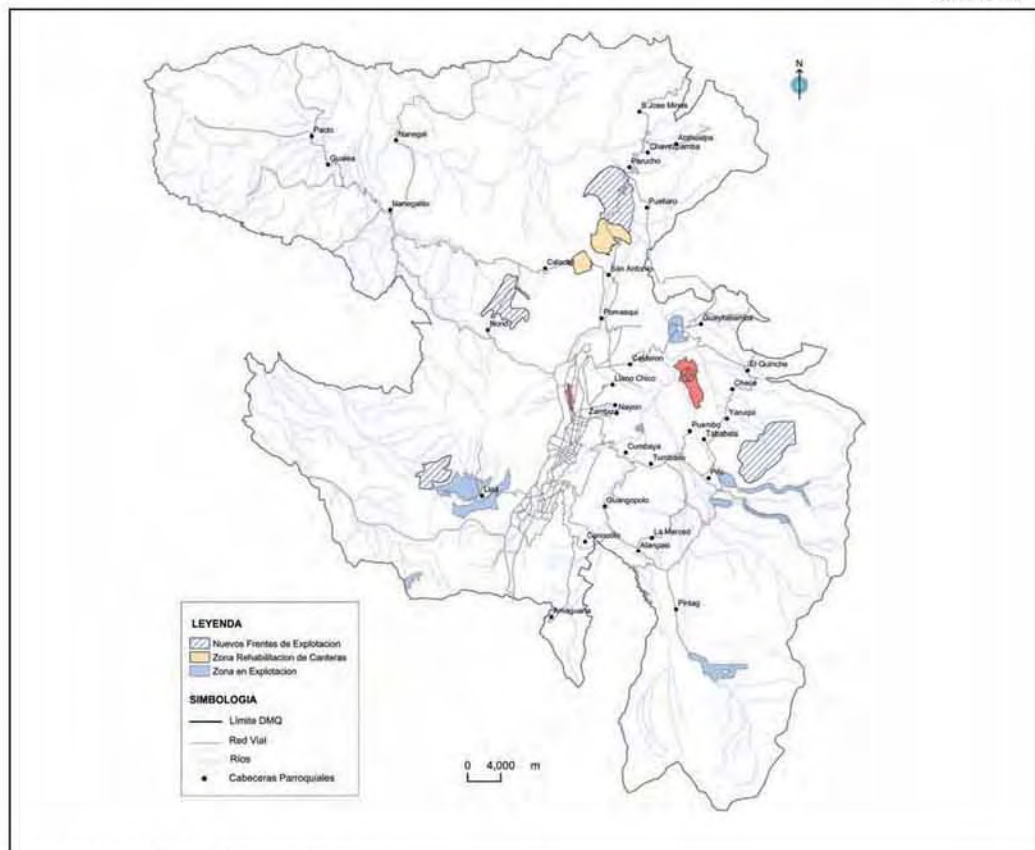 N
S.Jose Minas
Atahualpa
Chavezpamba
Perucho
Pacto
Nanegal
Gualea
Puellaro
Nanegalito
Calacali
San Antonio
Pomasqui
Guayllabamba
Nono
Calderon
El Quinche
Llano Chico
Checa
Nayon
Zambiza
Yaruqui
Puembo
Tababela
Cumbaya
Tumbaco
Pifo
Lloa
Guangopolo
La Merced
Conocoto
Alangasi
Pintag
Amaguaña
LEYENDA
Nuevos Frentes de Explotacion
Zona Rehabilitacion de Canteras
Zona en Explotacion
SIMBOLOGIA
Límite DMQ
Red Vial
Ríos
Cabeceras Parroquiales
0 4,000 m